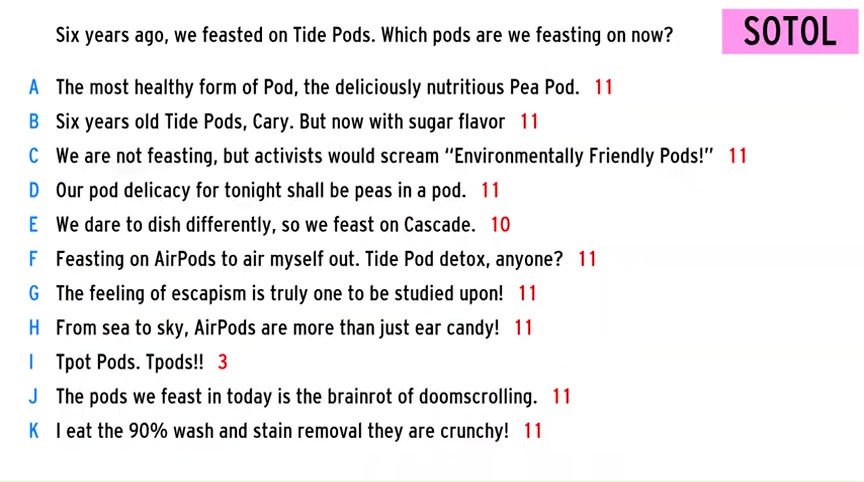 Six years ago, we feasted on Tide Pods. Which pods are we feasting on now?
SOTOL
A The most healthy form of Pod, the deliciously nutritious Pea Pod. 11
B Six years old Tide Pods, Cary. But now with sugar flavor 11
C We are not feasting, but activists would scream “Environmentally Friendly Pods!” 11
D Our pod delicacy for tonight shall be peas in a pod. 11
E We dare to dish differently, so we feast on Cascade. 10
F Feasting on AirPods to air myself out. Tide Pod detox, anyone? 11
G The feeling of escapism is truly one to be studied upon! 11
H From sea to sky, AirPods are more than just ear candy! 11
I Tpot Pods. Tpods!! 3
J The pods we feast in today is the brainrot of doomscrolling. 11
K I eat the 90% wash and stain removal they are crunchy! 11